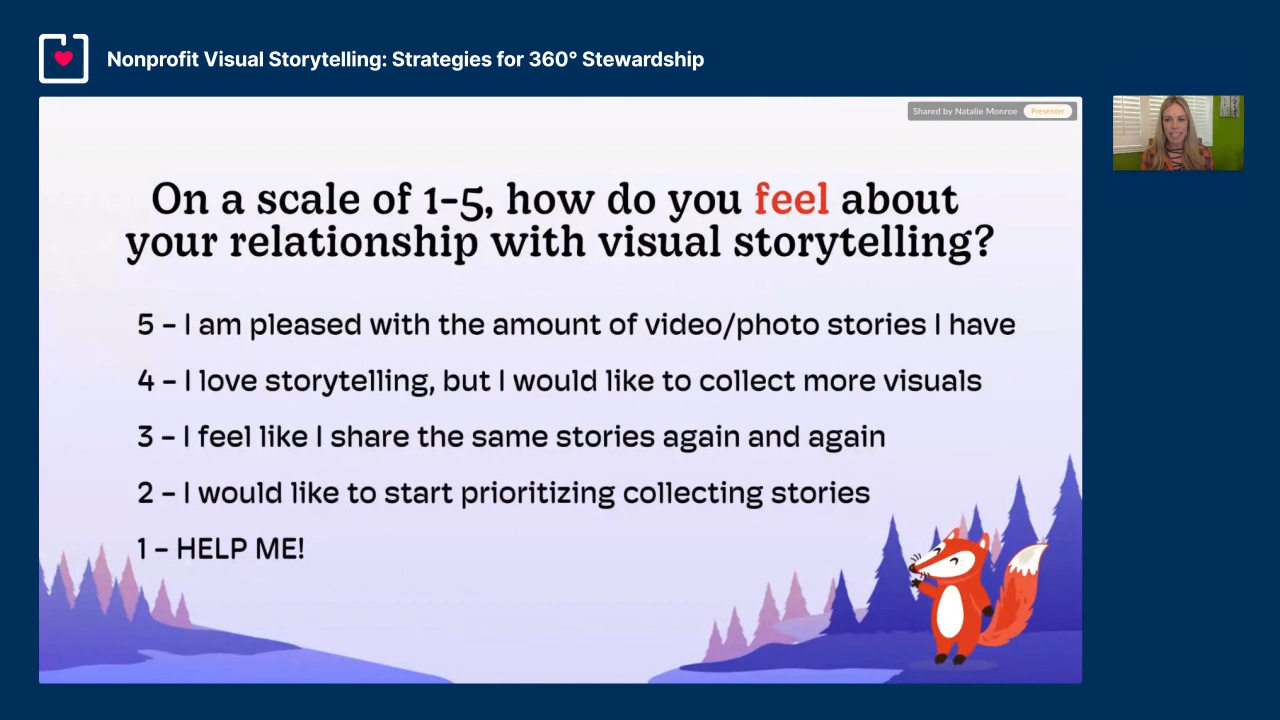 Nonprofit Visual Storytelling: Strategies for 360° Stewardship
Shared by Natalie Monroe Presenter
On a scale of 1-5, how do you feel about
your relationship with visual storytelling?
5 – I am pleased with the amount of video/photo stories I have
4 – I love storytelling, but I would like to collect more visuals
3 – I feel like I share the same stories again and again
2 – I would like to start prioritizing collecting stories
1 – HELP ME!